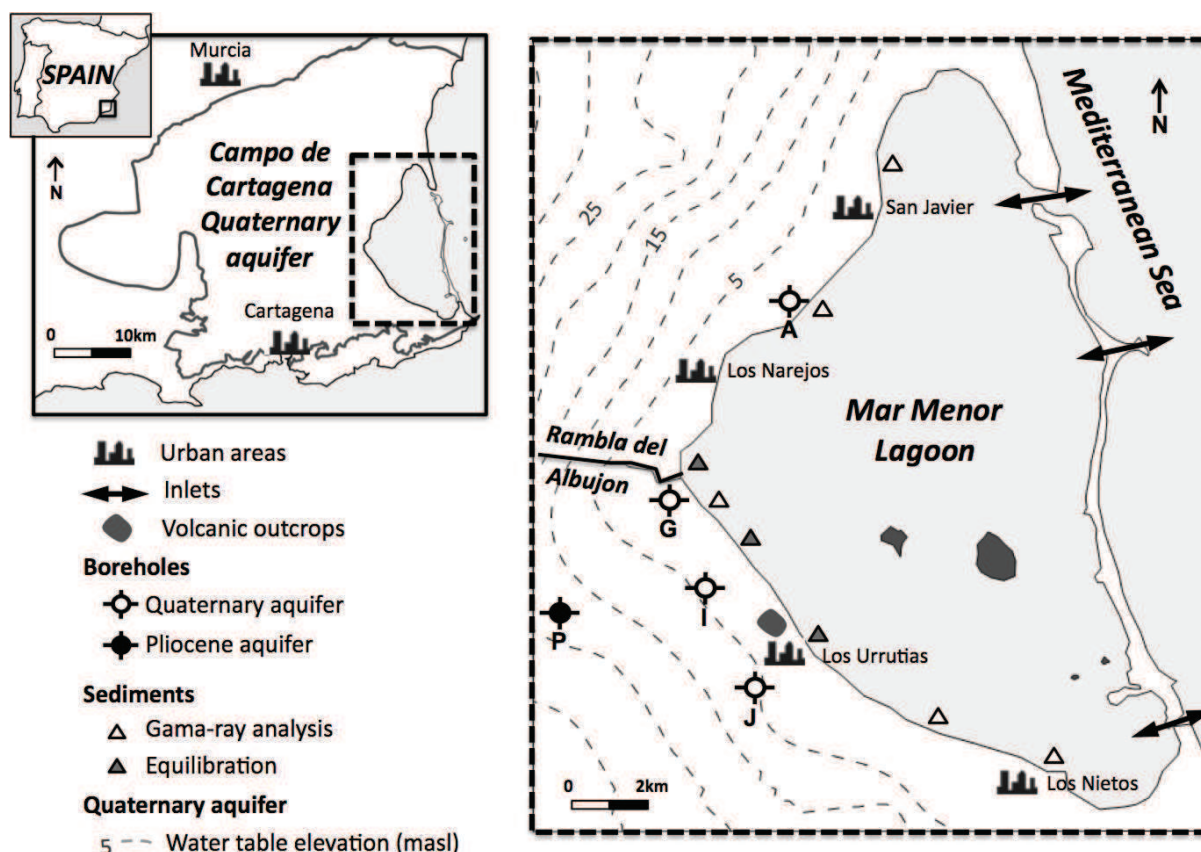 SPAIN
Murcia
N
Campo de
Cartagena
Quaternary
aquifer
Cartagena
0 10km
Urban areas
Inlets
Volcanic outcrops
Boreholes
Quaternary aquifer
Pliocene aquifer
Sediments
Gama-ray analysis
Equilibration
Quaternary aquifer
5 Water table elevation (masl)
Mediterranean Sea
N
25
15
5
San Javier
A
Los Narejos
Mar Menor
Lagoon
Rambla del
Albujon
G
I
P
Los Urrutias
J
0 2km
Los Nietos